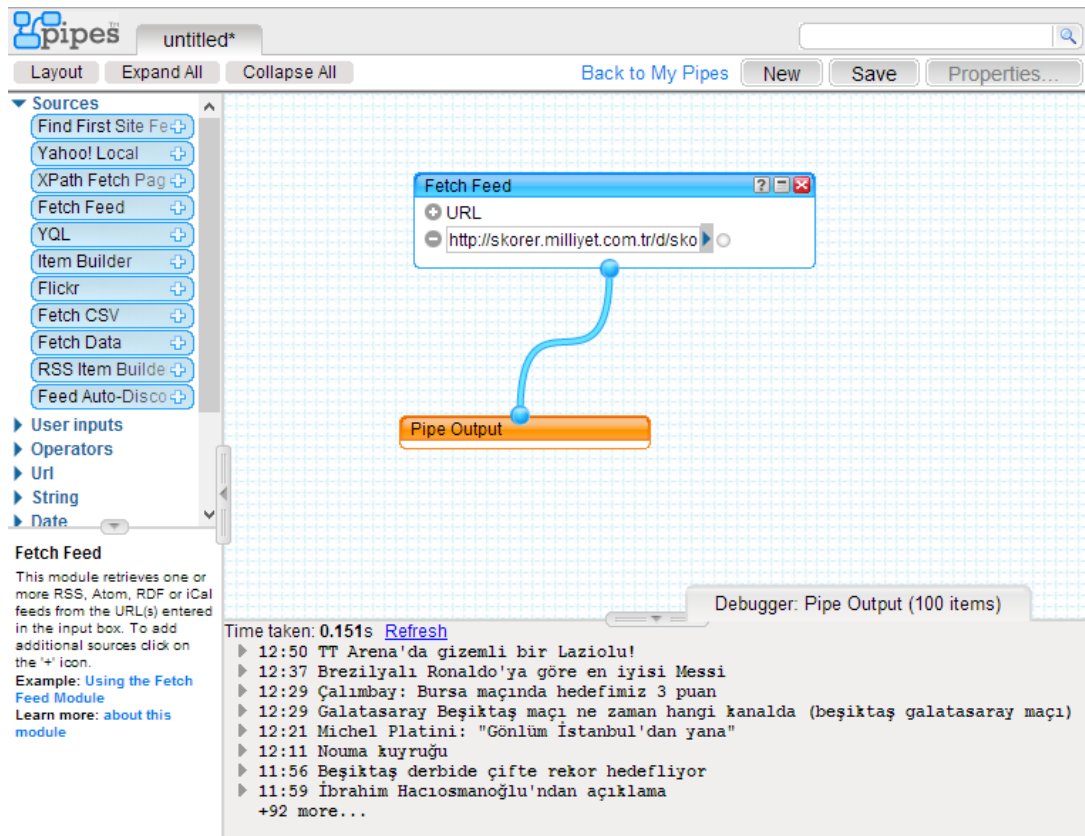 pipes™
untitled*
Layout Expand All Collapse All Back to My Pipes New Save Properties...
Sources
Find First Site Fe
Yahoo! Local
XPath Fetch Pag
Fetch Feed
YQL
Item Builder
Flickr
Fetch CSV
Fetch Data
RSS Item Builde
Feed Auto-Disco
User inputs
Operators
Url
String
Date
Fetch Feed
This module retrieves one or
more RSS, Atom, RDF or iCal
feeds from the URL(s) entered
in the input box. To add
additional sources click on
the '+' icon.
Example: Using the Fetch
Feed Module
Learn more: about this
module
Fetch Feed
URL
http://skorer.milliyet.com.tr/d/sko
Pipe Output
Debugger: Pipe Output (100 items)
Time taken: 0.151s Refresh
12:50 TT Arena'da gizemli bir Laziolu!
12:37 Brezilyalı Ronaldo'ya göre en iyisi Messi
12:29 Çalımbay: Bursa maçında hedefimiz 3 puan
12:29 Galatasaray Beşiktaş maçı ne zaman hangi kanalda (beşiktaş galatasaray maçı)
12:21 Michel Platini: "Gönlüm İstanbul'dan yana"
12:11 Nouma kuyruğu
11:56 Beşiktaş derbide çifte rekor hedefliyor
11:59 İbrahim Hacıosmanoğlu'ndan açıklama
+92 more...